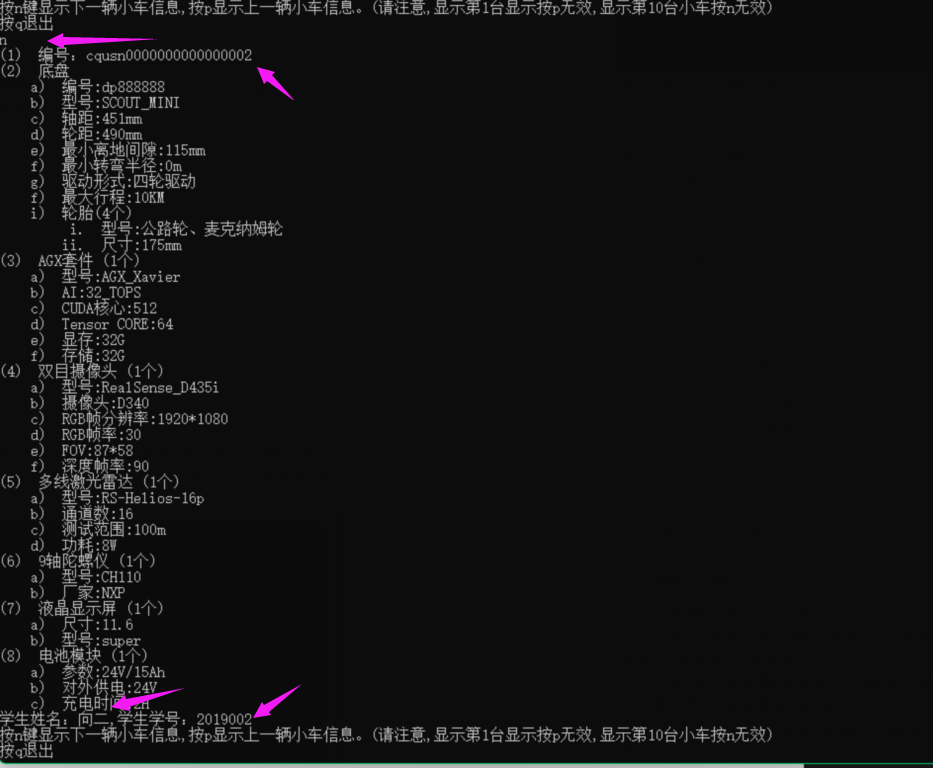 按n键显示下一辆小车信息,按p显示上一辆小车信息。(请注意,显示第1台显示按p无效,显示第10台小车按n无效)
按q退出
n
(1) 编号: cqusn0000000000000002
(2) 底盘
a) 编号:dp888888
b) 型号:SCOUT_MINI
c) 轴距:451mm
d) 轮距:490mm
e) 最小离地间隙:115mm
f) 最小转弯半径:0m
g) 驱动形式:四轮驱动
f) 最大行程:10KM
i) 轮胎(4个)
i. 型号:公路轮、麦克纳姆轮
ii. 尺寸:175mm
(3) AGX套件 (1个)
a) 型号:AGX_Xavier
b) AI:32_TOPS
c) CUDA核心:512
d) Tensor CORE:64
e) 显存:32G
f) 存储:32G
(4) 双目摄像头 (1个)
a) 型号:RealSense_D435i
b) 摄像头:D340
c) RGB帧分辨率:1920*1080
d) RGB帧率:30
e) FOV:87*58
f) 深度帧率:90
(5) 多线激光雷达 (1个)
a) 型号:RS-Helios-16p
b) 通道数:16
c) 测试范围:100m
d) 功耗:8W
(6) 9轴陀螺仪 (1个)
a) 型号:CH110
b) 厂家:NXP
(7) 液晶显示屏 (1个)
a) 尺寸:11.6
b) 型号:super
(8) 电池模块 (1个)
a) 参数:24V/15Ah
b) 对外供电:24V
c) 充电时间:2H
学生姓名: 向二,学生学号: 2019002
按n键显示下一辆小车信息,按p显示上一辆小车信息。(请注意,显示第1台显示按p无效,显示第10台小车按n无效)
按q退出